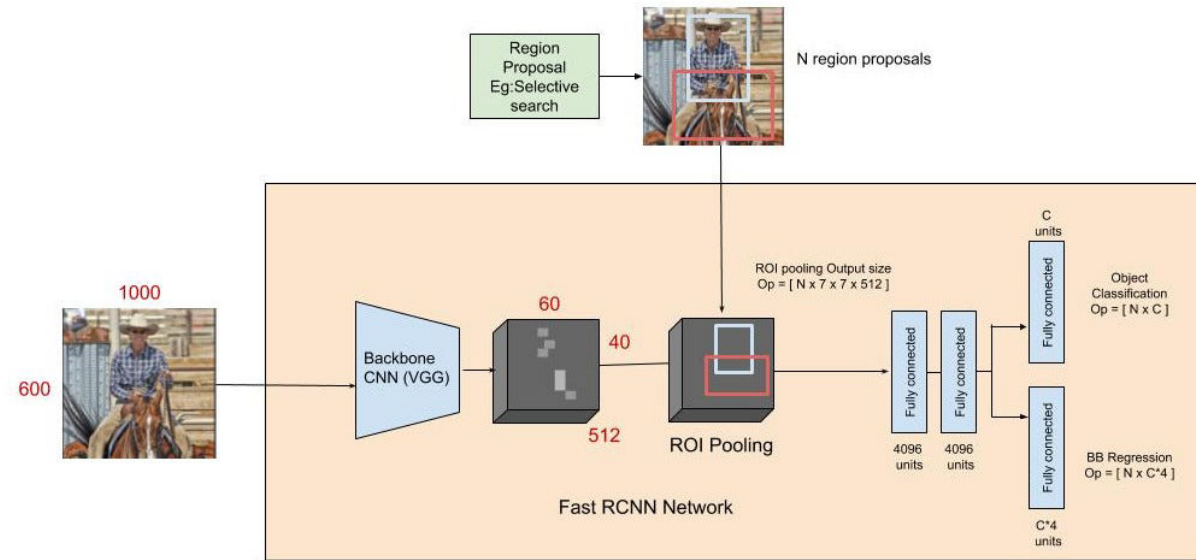 Region
Proposal
Eg:Selective
search
N region proposals
C
units
Fully connected
ROI pooling Output size
Op = [ N x 7 x 7 x 512 ]
Object
Classification
Op = [ N x C ]
1000
600
Backbone
CNN (VGG)
60
40
512
ROI Pooling
Fully connected
Fully connected
4096
units
4096
units
Fully connected
BB Regression
Op = [ N x C*4 ]
C*4
units
Fast RCNN Network